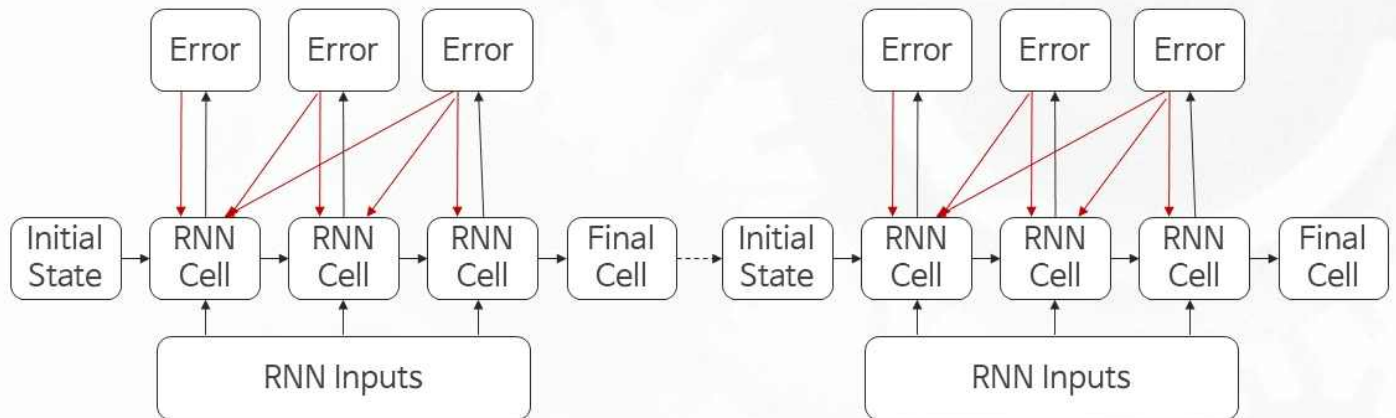 Error
Error
Error
Error
Error
Error
Initial
State
RNN
Cell
RNN
Cell
RNN
Cell
Final
Cell
Initial
State
RNN
Cell
RNN
Cell
RNN
Cell
Final
Cell
RNN Inputs
RNN Inputs